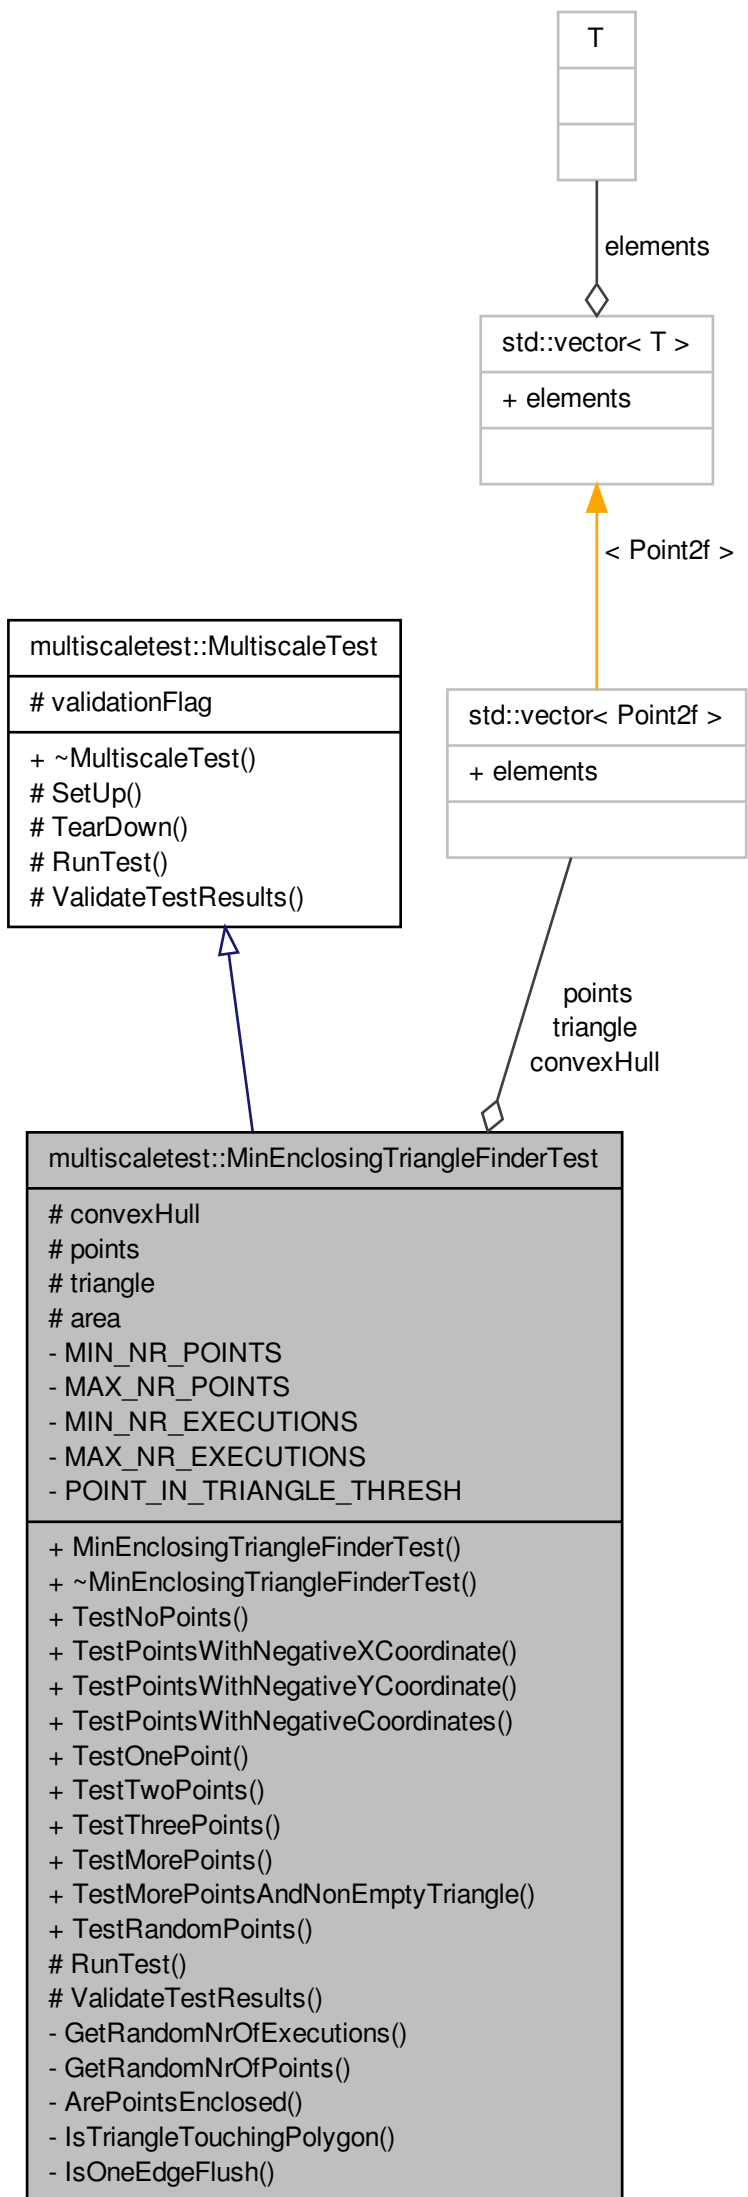 T
elements
std::vector< T >
+ elements
< Point2f >
multiscaletest::MultiscaleTest
# validationFlag
+ ~MultiscaleTest()
# SetUp()
# TearDown()
# RunTest()
# ValidateTestResults()
std::vector< Point2f >
+ elements
points
triangle
convexHull
multiscaletest::MinEnclosingTriangleFinderTest
# convexHull
# points
# triangle
# area
- MIN_NR_POINTS
- MAX_NR_POINTS
- MIN_NR_EXECUTIONS
- MAX_NR_EXECUTIONS
- POINT_IN_TRIANGLE_THRESH
+ MinEnclosingTriangleFinderTest()
+ ~MinEnclosingTriangleFinderTest()
+ TestNoPoints()
+ TestPointsWithNegativeXCoordinate()
+ TestPointsWithNegativeYCoordinate()
+ TestPointsWithNegativeCoordinates()
+ TestOnePoint()
+ TestTwoPoints()
+ TestThreePoints()
+ TestMorePoints()
+ TestMorePointsAndNonEmptyTriangle()
+ TestRandomPoints()
# RunTest()
# ValidateTestResults()
- GetRandomNrOfExecutions()
- GetRandomNrOfPoints()
- ArePointsEnclosed()
- IsTriangleTouchingPolygon()
- IsOneEdgeFlush()